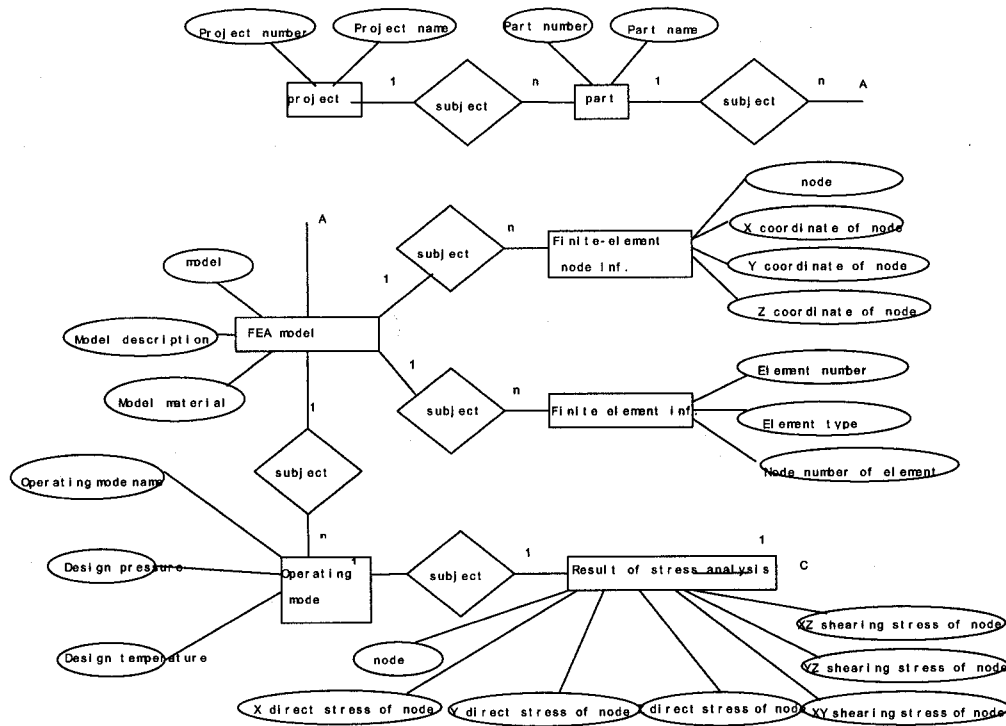 Project number
Project name
Part number
Part name
1
n
1
n
A
project
subject
part
subject
A
node
X coordinate of node
subject
n
Finite-element
node inf.
Y coordinate of node
model
1
Z coordinate of node
FEA model
Model description
1
Element number
n
Model material
1
subject
Finite element inf.
Element type
subject
Node number of element
Operating mode name
n
1
1
1
Design pressure
Operating
mode
subject
Result of stress analysis
C
XZ shearing stress of node
Design temperature
node
YZ shearing stress of node
X direct stress of node
Y direct stress of node
direct stress of node
XY shearing stress of node